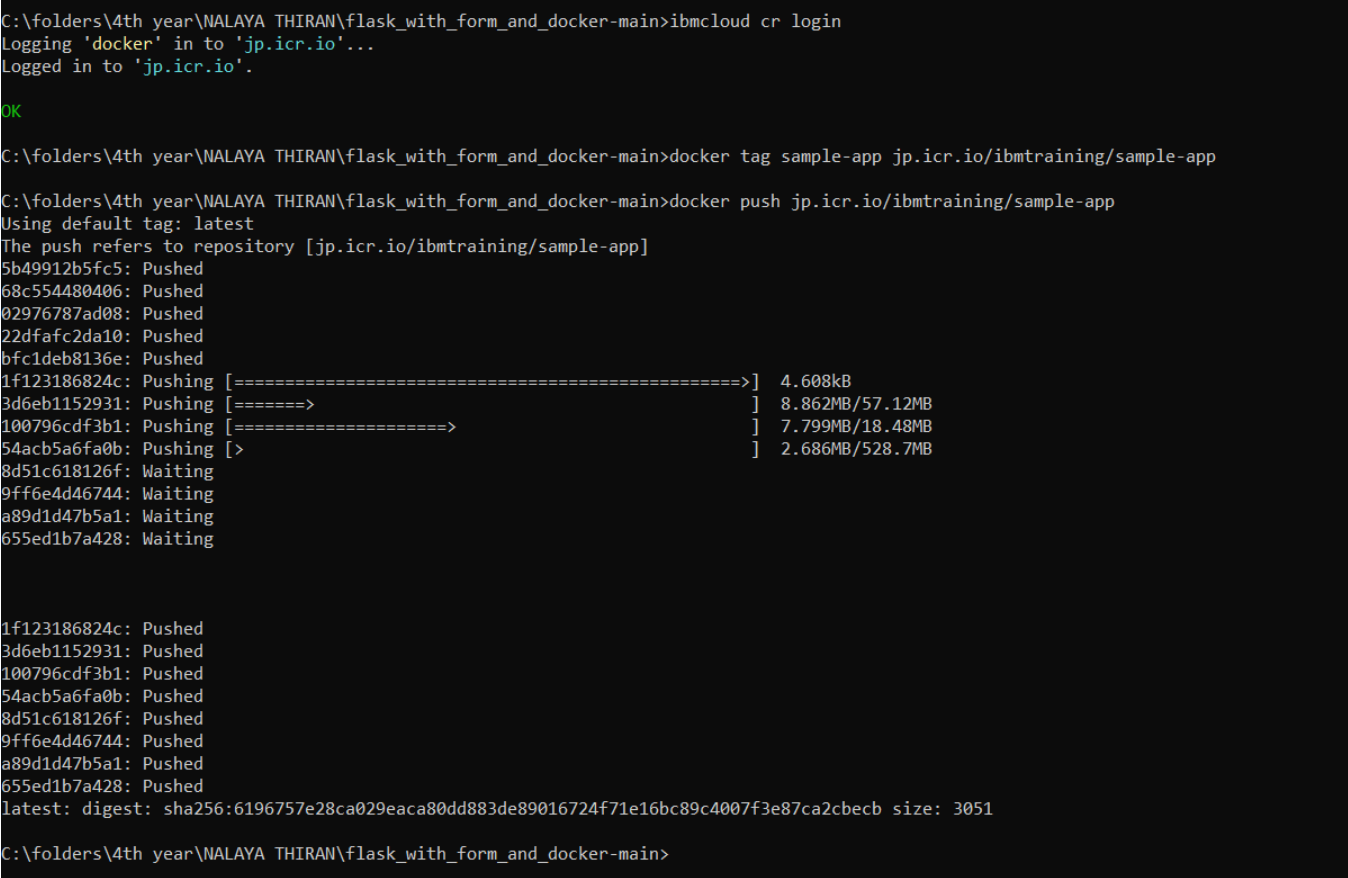 C:\folders\4th year\NALAYA THIRAN\flask_with_form_and_docker-main>ibmcloud cr login
Logging 'docker' in to 'jp.icr.io'...
Logged in to 'jp.icr.io'.
OK
C:\folders\4th year\NALAYA THIRAN\flask_with_form_and_docker-main>docker tag sample-app jp.icr.io/ibmtraining/sample-app
C:\folders\4th year\NALAYA THIRAN\flask_with_form_and_docker-main>docker push jp.icr.io/ibmtraining/sample-app
Using default tag: latest
The push refers to repository [jp.icr.io/ibmtraining/sample-app]
5b49912b5fc5: Pushed
68c554480406: Pushed
02976787ad08: Pushed
22dfafc2da10: Pushed
bfc1deb8136e: Pushed
1f123186824c: Pushing [==================================================>]  4.608kB
3d6eb1152931: Pushing [=======>                                           ]  8.862MB/57.12MB
100796cdf3b1: Pushing [=====================>                             ]  7.799MB/18.48MB
54acb5a6fa0b: Pushing [>                                                  ]  2.686MB/528.7MB
8d51c618126f: Waiting
9ff6e4d46744: Waiting
a89d1d47b5a1: Waiting
655ed1b7a428: Waiting
1f123186824c: Pushed
3d6eb1152931: Pushed
100796cdf3b1: Pushed
54acb5a6fa0b: Pushed
8d51c618126f: Pushed
9ff6e4d46744: Pushed
a89d1d47b5a1: Pushed
655ed1b7a428: Pushed
latest: digest: sha256:6196757e28ca029eaca80dd883de89016724f71e16bc89c4007f3e87ca2cbecb size: 3051
C:\folders\4th year\NALAYA THIRAN\flask_with_form_and_docker-main>